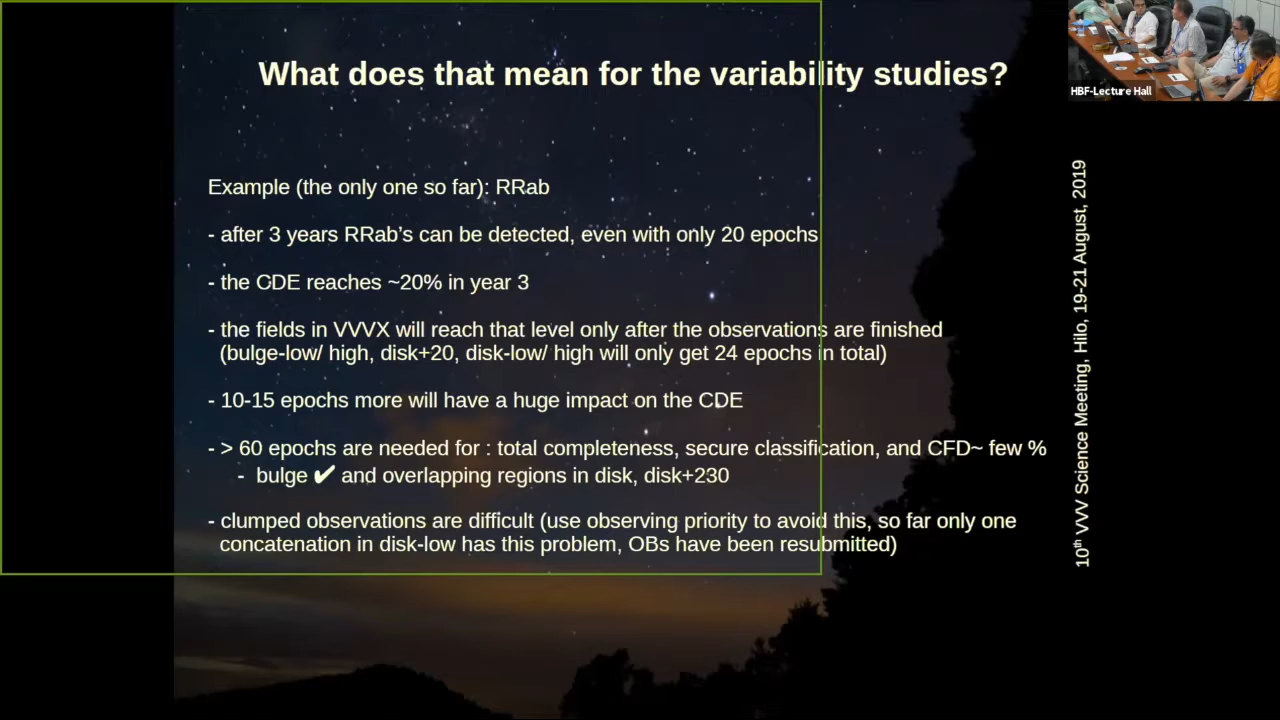 What does that mean for the variability studies?
HBF-Lecture Hall
Example (the only one so far): RRab
- after 3 years RRab’s can be detected, even with only 20 epochs
- the CDE reaches ~20% in year 3
- the fields in VVVX will reach that level only after the observations are finished
(bulge-low/ high, disk+20, disk-low/ high will only get 24 epochs in total)
- 10-15 epochs more will have a huge impact on the CDE
- > 60 epochs are needed for : total completeness, secure classification, and CFD~ few %
- bulge ✔ and overlapping regions in disk, disk+230
- clumped observations are difficult (use observing priority to avoid this, so far only one
concatenation in disk-low has this problem, OBs have been resubmitted)
10th VVV Science Meeting, Hilo, 19-21 August, 2019